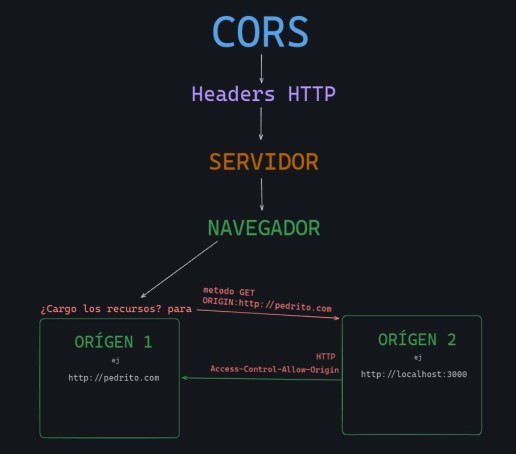 CORS
Headers HTTP
SERVIDOR
NAVEGADOR
¿Cargo los recursos? para
metodo GET
ORIGIN:http://pedrito.com
ORÍGEN 1
ej
http://pedrito.com
ORÍGEN 2
ej
http://localhost:3000
HTTP
Access-Control-Allow-Origin